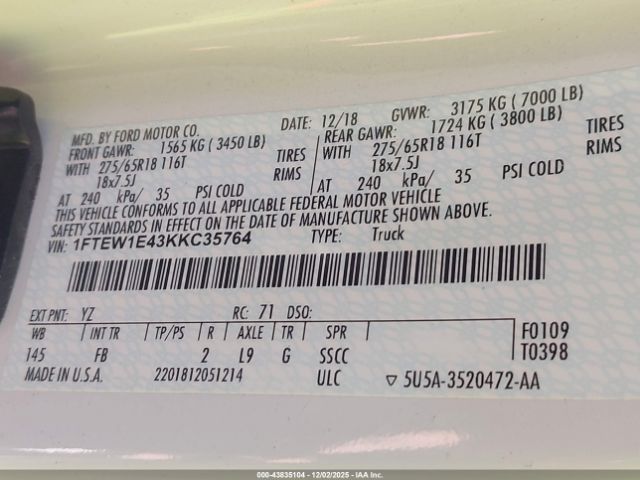 MFD. BY FORD MOTOR CO. DATE: 12/18 GVWR: 3175 KG ( 7000 LB)
FRONT GAWR: 1565 KG ( 3450 LB) REAR GAWR: 1724 KG ( 3800 LB)
WITH 275/65R18 116T TIRES WITH 275/65R18 116T TIRES
18x7.5J RIMS 18x7.5J RIMS
AT 240 kPa/ 35 PSI COLD AT 240 kPa/ 35 PSI COLD
THIS VEHICLE CONFORMS TO ALL APPLICABLE FEDERAL MOTOR VEHICLE
SAFETY STANDARDS IN EFFECT ON THE DATE OF MANUFACTURE SHOWN ABOVE.
VIN: 1FTEW1E43KKC35764 TYPE: Truck
EXT PNT: YZ RC: 71 DSO:
WB INT TR TP/PS R AXLE TR SPR F0109
145 FB 2 L9 G SSCC T0398
MADE IN U.S.A. 2201812051214 ULC ▽ 5U5A-3520472-AA
000-43835104 - 12/02/2025 - IAA Inc.